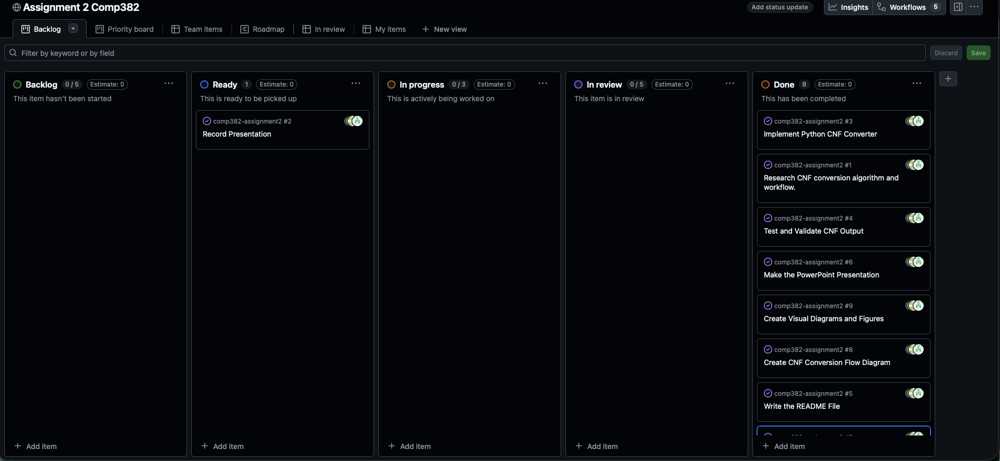 Assignment 2 Comp382
Add status update
Insights
Workflows 5
Backlog
Priority board
Team items
Roadmap
In review
My items
New view
Filter by keyword or by field
Discard
Save
Backlog 0 / 5 Estimate: 0
This item hasn't been started
Add item
Ready 1 Estimate: 0
This is ready to be picked up
comp382-assignment2 #2
Record Presentation
Add item
In progress 0 / 3 Estimate: 0
This is actively being worked on
Add item
In review 0 / 5 Estimate: 0
This item is in review
Add item
Done 8 Estimate: 0
This has been completed
comp382-assignment2 #3
Implement Python CNF Converter
comp382-assignment2 #1
Research CNF conversion algorithm and
workflow.
comp382-assignment2 #4
Test and Validate CNF Output
comp382-assignment2 #6
Make the PowerPoint Presentation
comp382-assignment2 #9
Create Visual Diagrams and Figures
comp382-assignment2 #8
Create CNF Conversion Flow Diagram
comp382-assignment2 #5
Write the README File
Add item